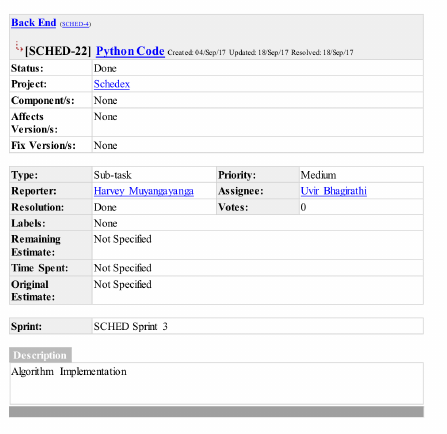 Back End (SCHED-4)
[SCHED-22] Python Code Created: 04/Sep/17 Updated: 18/Sep/17 Resolved: 18/Sep/17
Status: Done
Project: Schedex
Component/s: None
Affects None
Version/s:
Fix Version/s: None
Type: Sub-task Priority: Medium
Reporter: Harvey Muyangayanga Assignee: Uvir Bhagirathi
Resolution: Done Votes: 0
Labels: None
Remaining Not Specified
Estimate:
Time Spent: Not Specified
Original Not Specified
Estimate:
Sprint: SCHED Sprint 3
Description
Algorithm Implementation